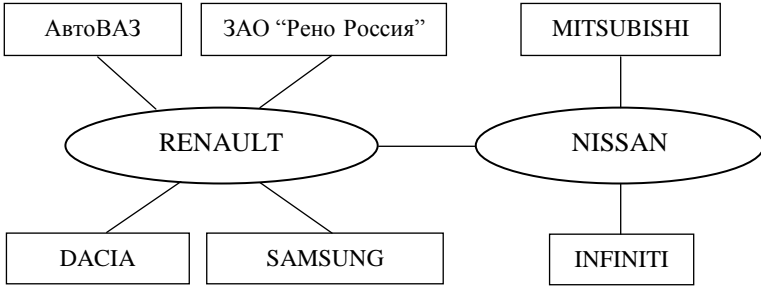 АвтоВАЗ
ЗАО “Рено Россия”
MITSUBISHI
RENAULT
NISSAN
DACIA
SAMSUNG
INFINITI